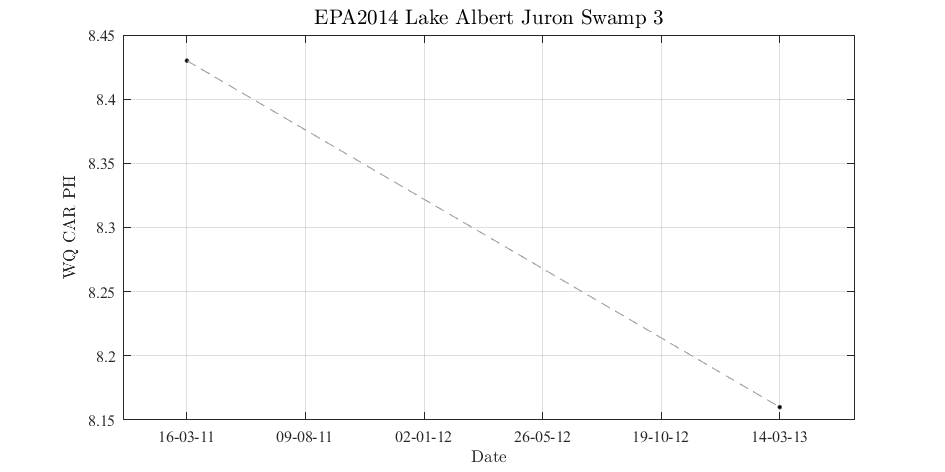 EPA2014 Lake Albert Juron Swamp 3
8.45
8.4
8.35
8.3
8.25
8.2
8.15
WQ CAR PH
16-03-11 09-08-11 02-01-12 26-05-12 19-10-12 14-03-13
Date